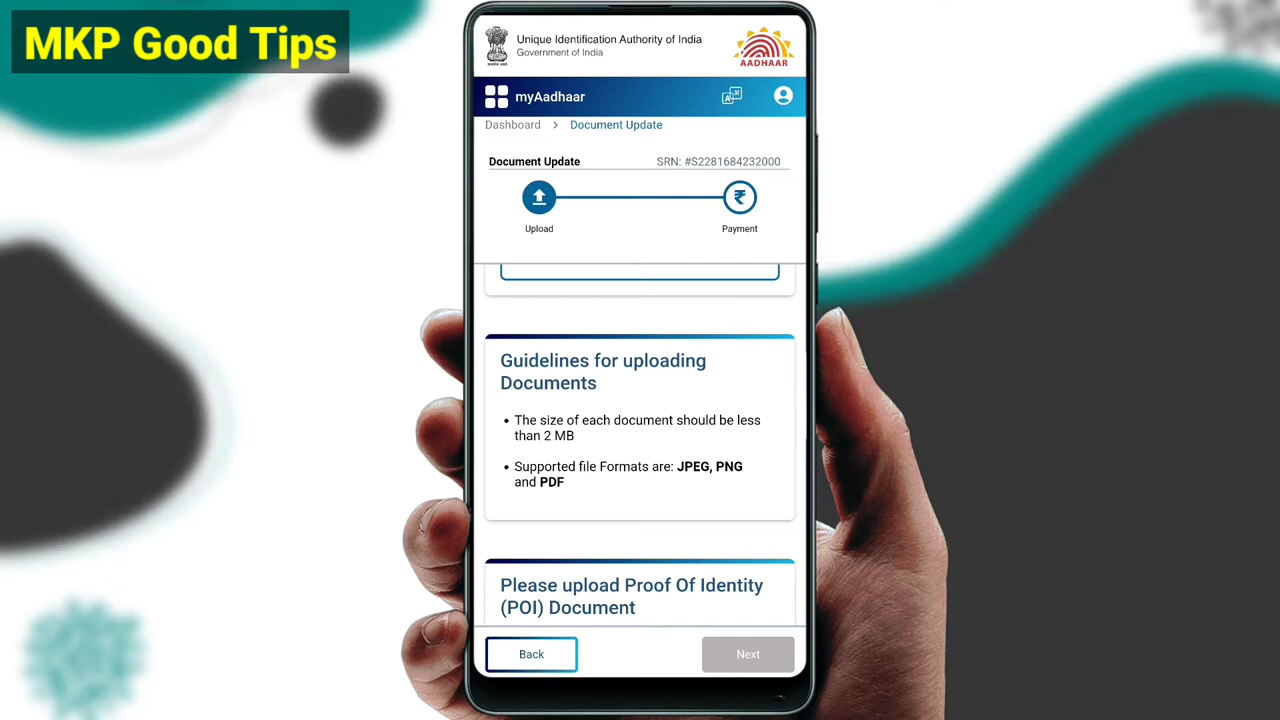 MKP Good Tips
Unique Identification Authority of India
Government of India
AADHAAR
myAadhaar
Dashboard > Document Update
Document Update SRN: #S2281684232000
₹
Upload Payment
Guidelines for uploading
Documents
• The size of each document should be less
than 2 MB
• Supported file Formats are: JPEG, PNG
and PDF
Please upload Proof Of Identity
(POI) Document
Back Next